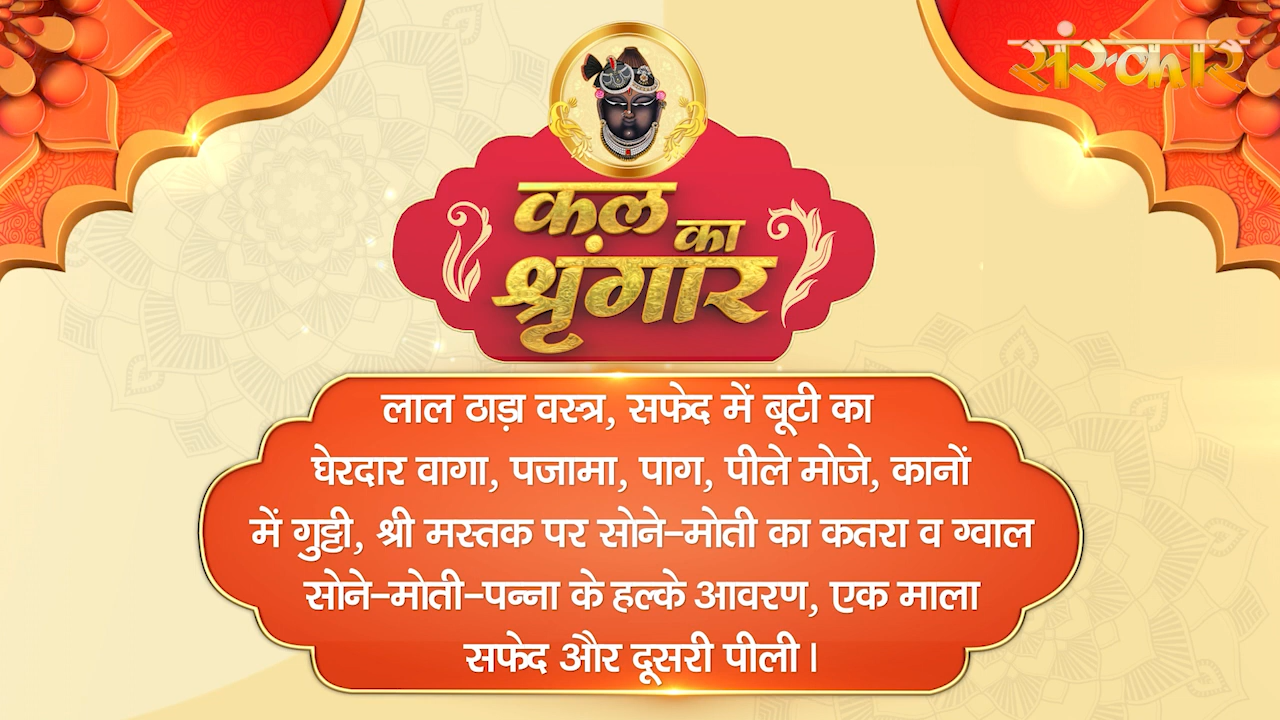 संस्कार
कल का
श्रृंगार
लाल ठाड़ा वस्त्र, सफेद में बूटी का
घेरदार वागा, पजामा, पाग, पीले मोजे, कानों
में गुट्टी, श्री मस्तक पर सोने-मोती का कतरा व ग्वाल
सोने-मोती-पन्ना के हल्के आवरण, एक माला
सफेद और दूसरी पीली।